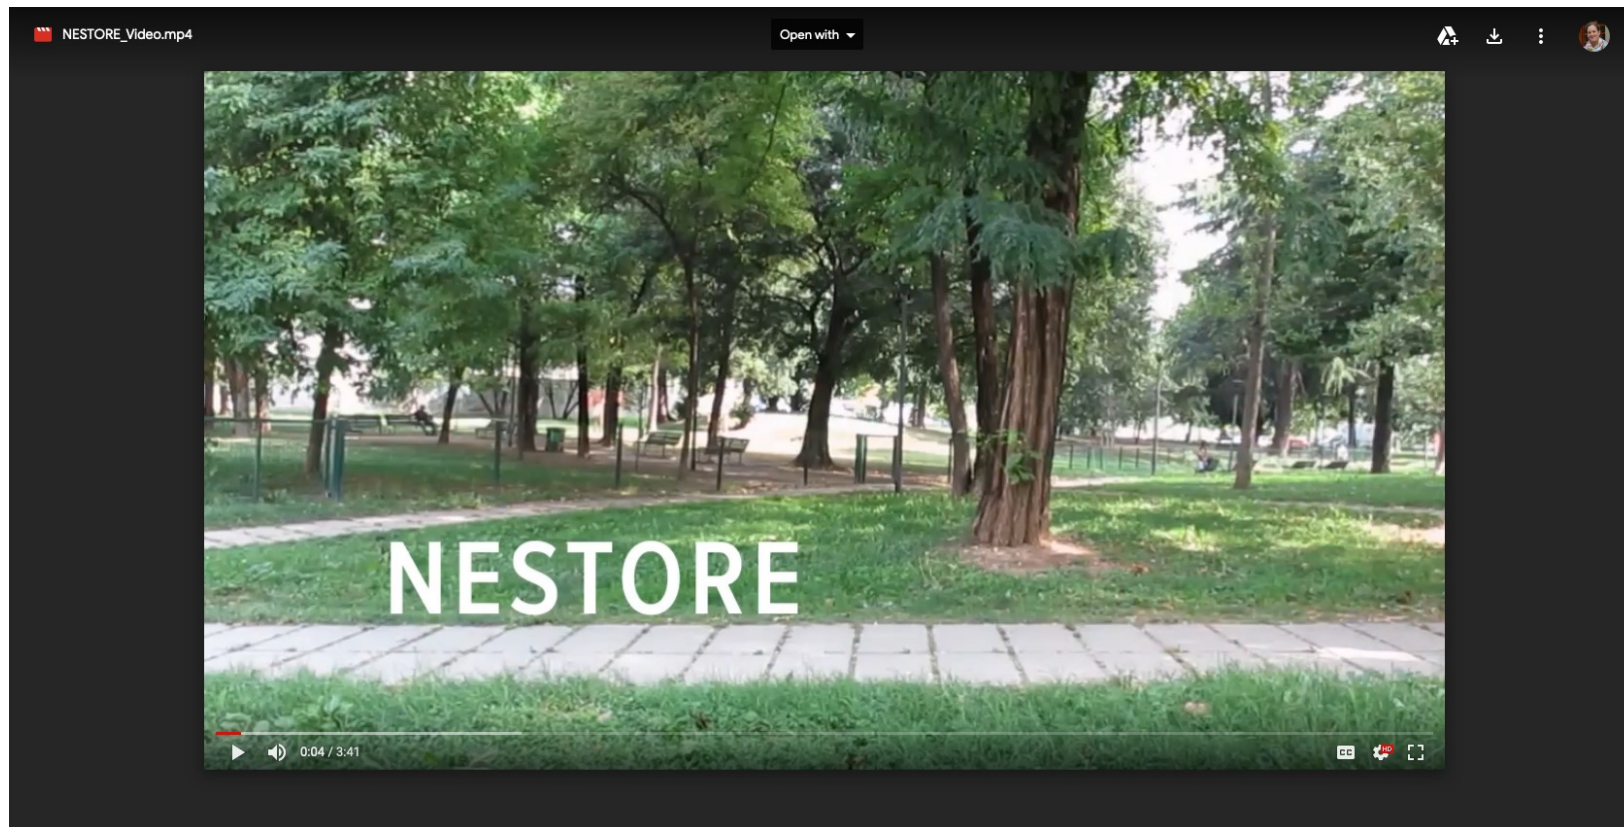 NESTORE_Video.mp4
Open with
NESTORE
0:04 / 3:41
CC
HD